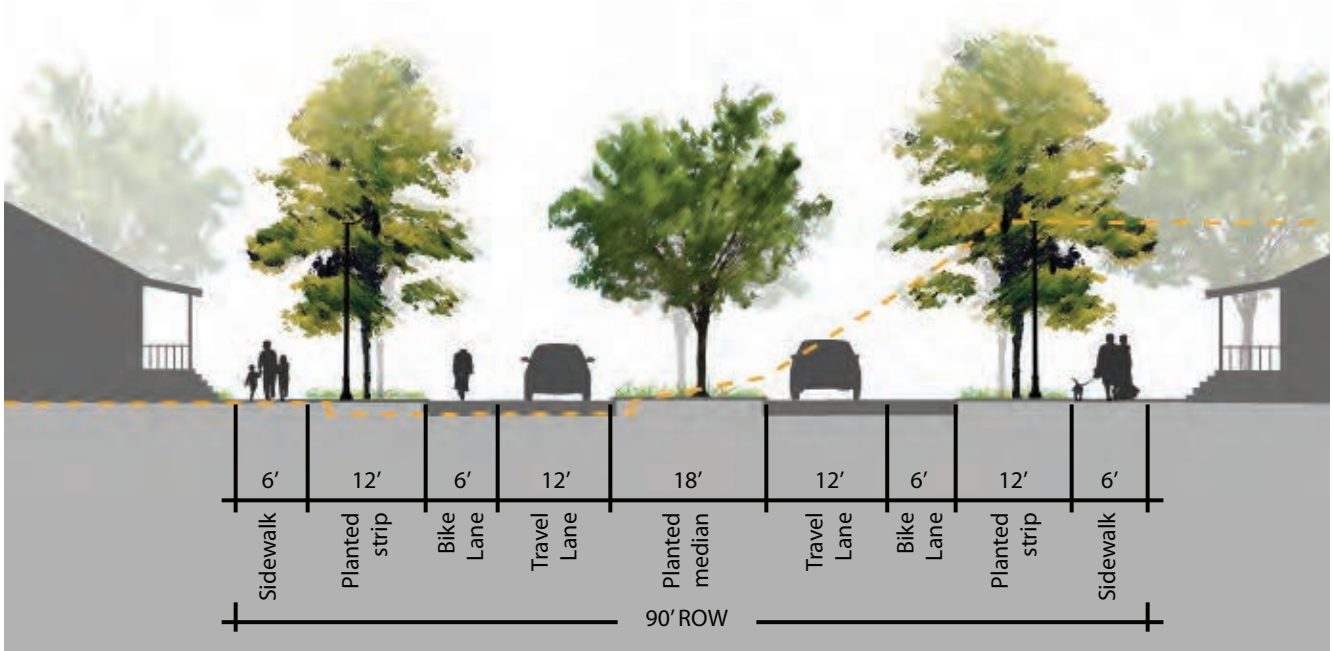 6’ 12’ 6’ 12’ 18’ 12’ 6’ 12’ 6’
Sidewalk
Planted
strip
Bike
Lane
Travel
Lane
Planted
median
Travel
Lane
Bike
Lane
Planted
strip
Sidewalk
90’ ROW